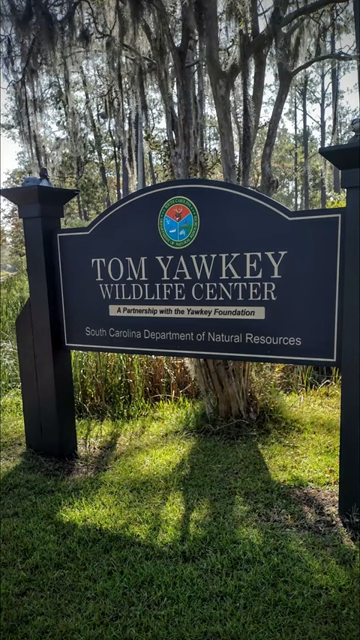 TOM YAWKEY
WILDLIFE CENTER
A Partnership with the Yawkey Foundation
South Carolina Department of Natural Resources